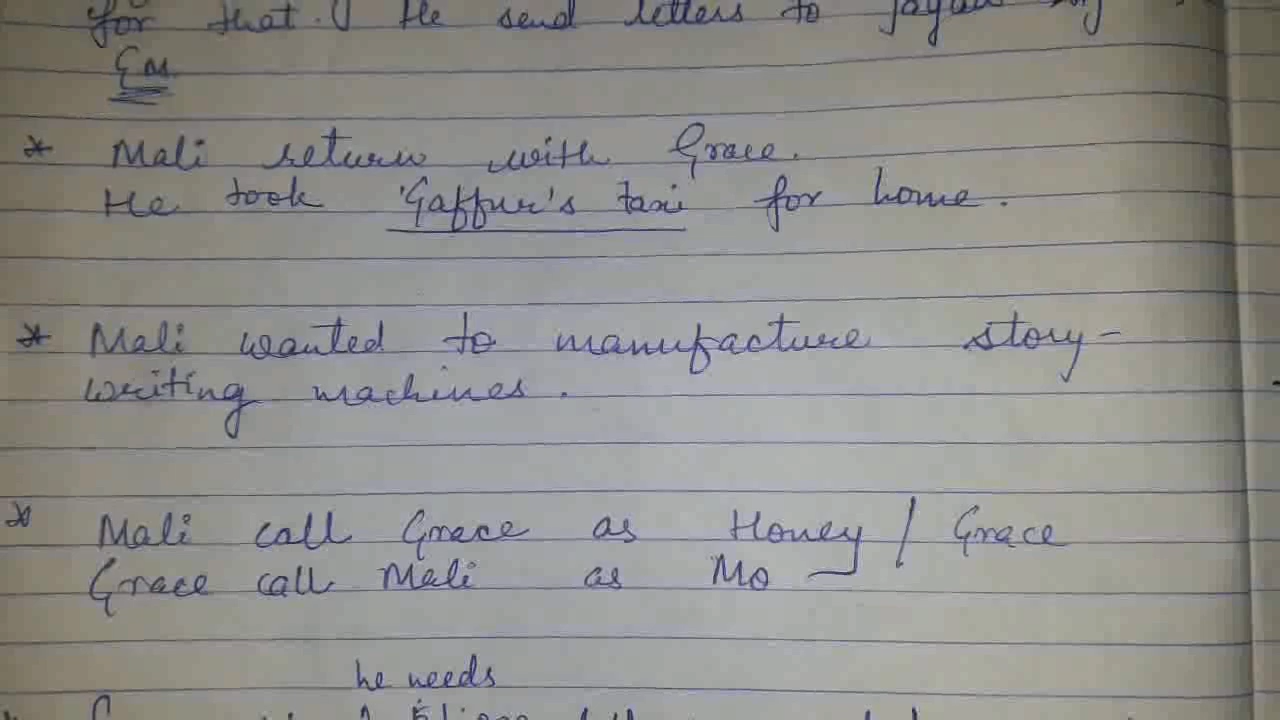 for that. He send letters to
* Mali return with Grace.
He took 'Gaffur's taxi' for home.
* Mali wanted to manufacture story-
writing machines.
* Mali call Grace as Honey / Grace
Grace call Mali as Mo
he needs